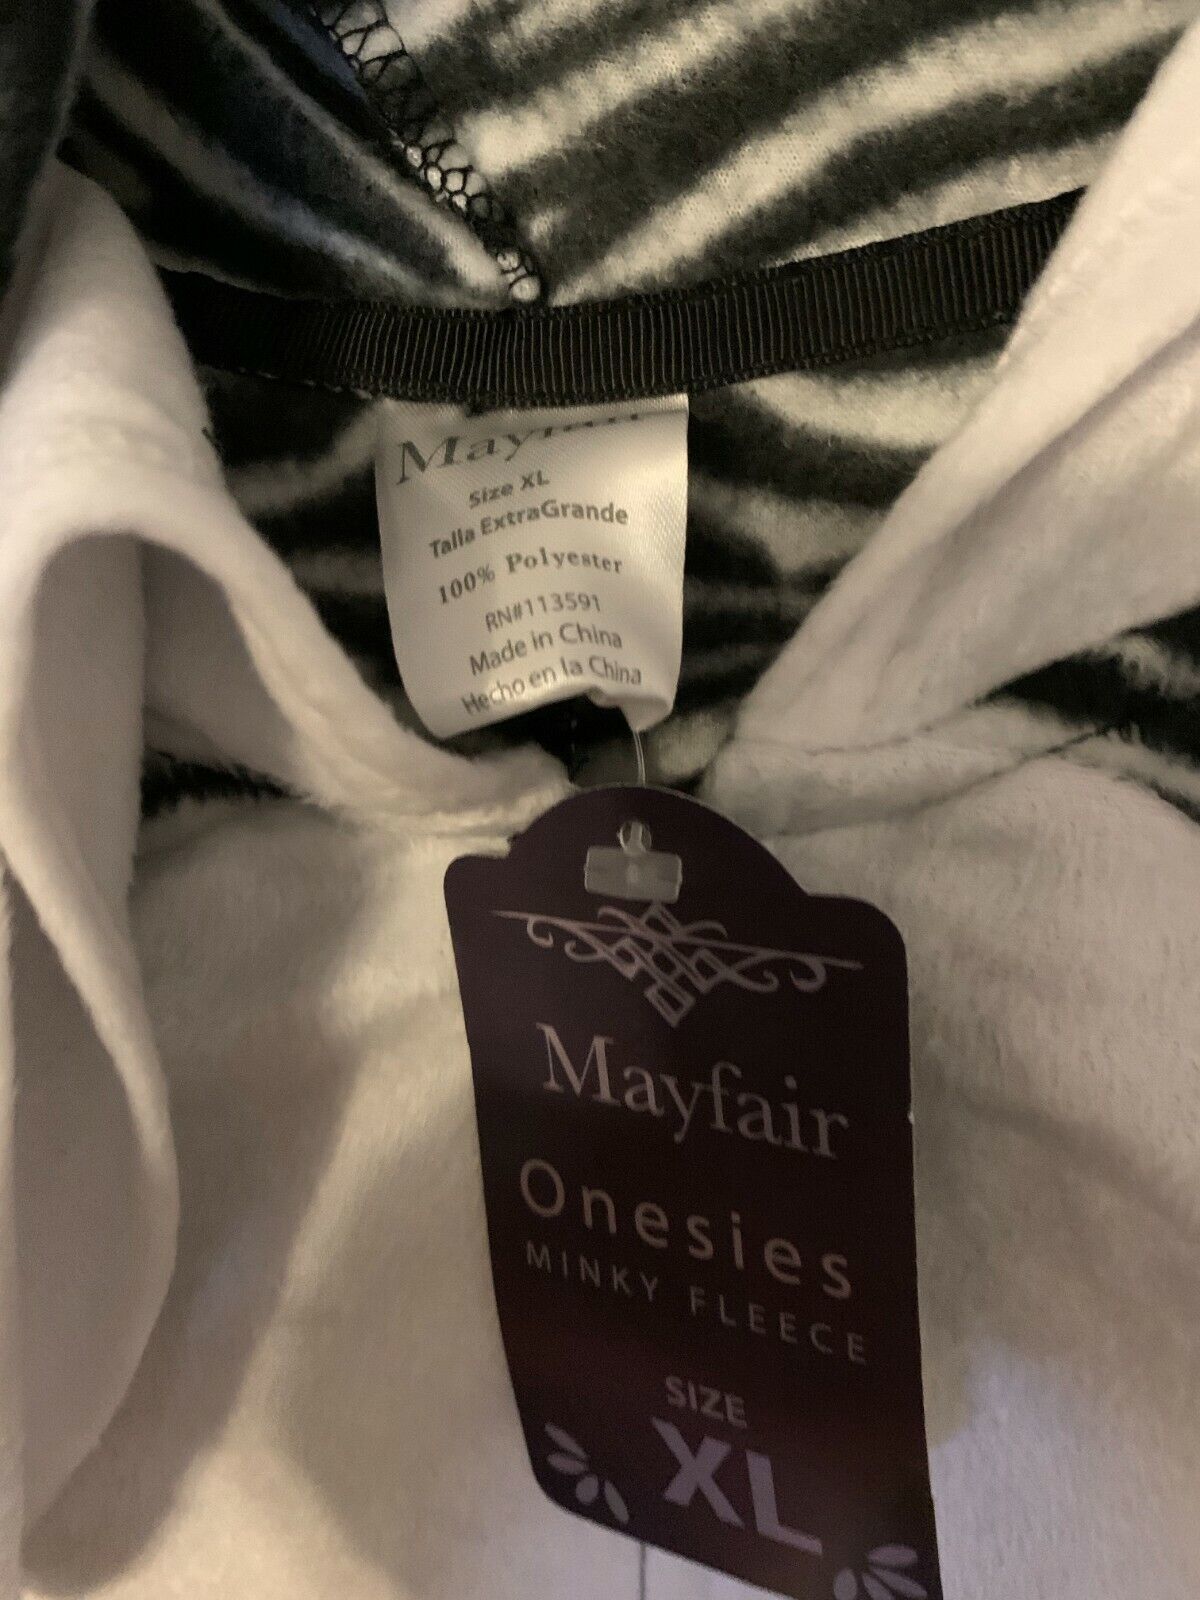 Mayfair
Size XL
Talla ExtraGrande
100% Polyester
RN#113591
Made in China
Hecho en la China
Mayfair
Onesies
MINKY FLEECE
SIZE
XL